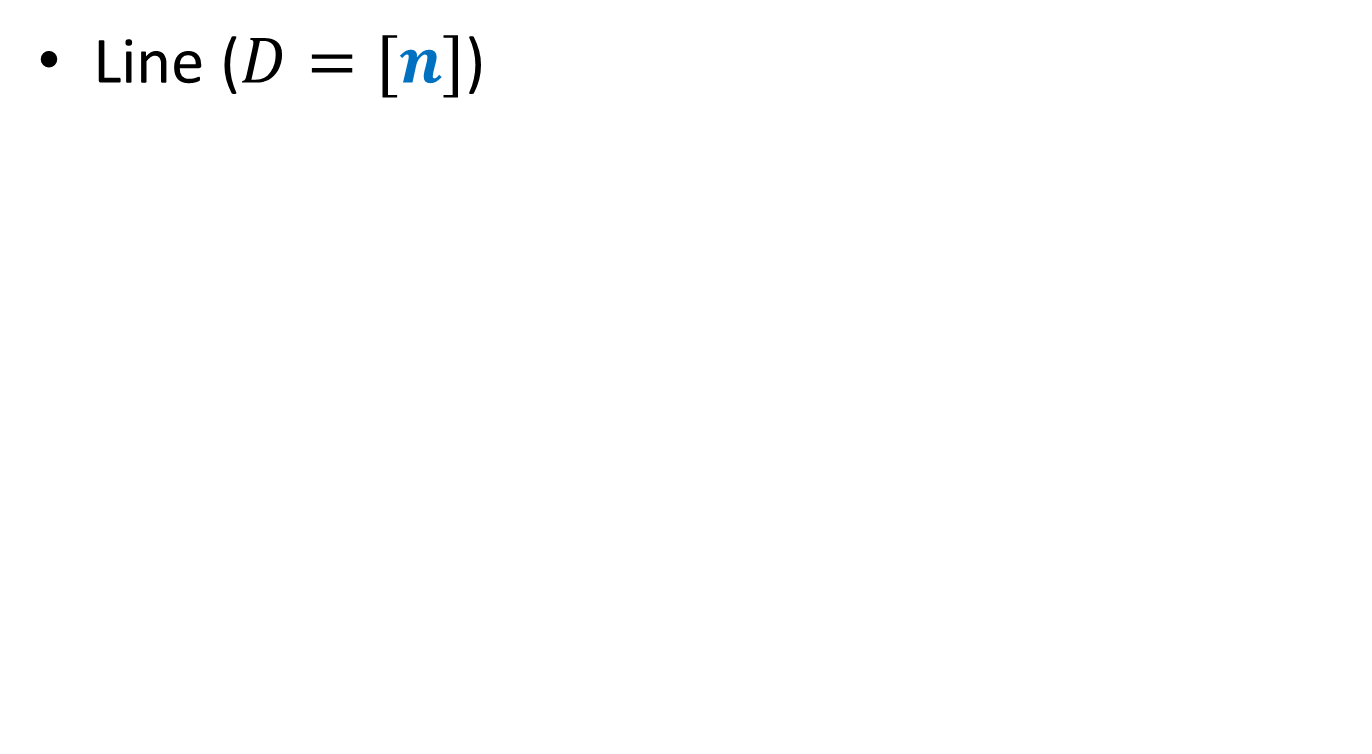 • Line (𝐷 = [𝒏])